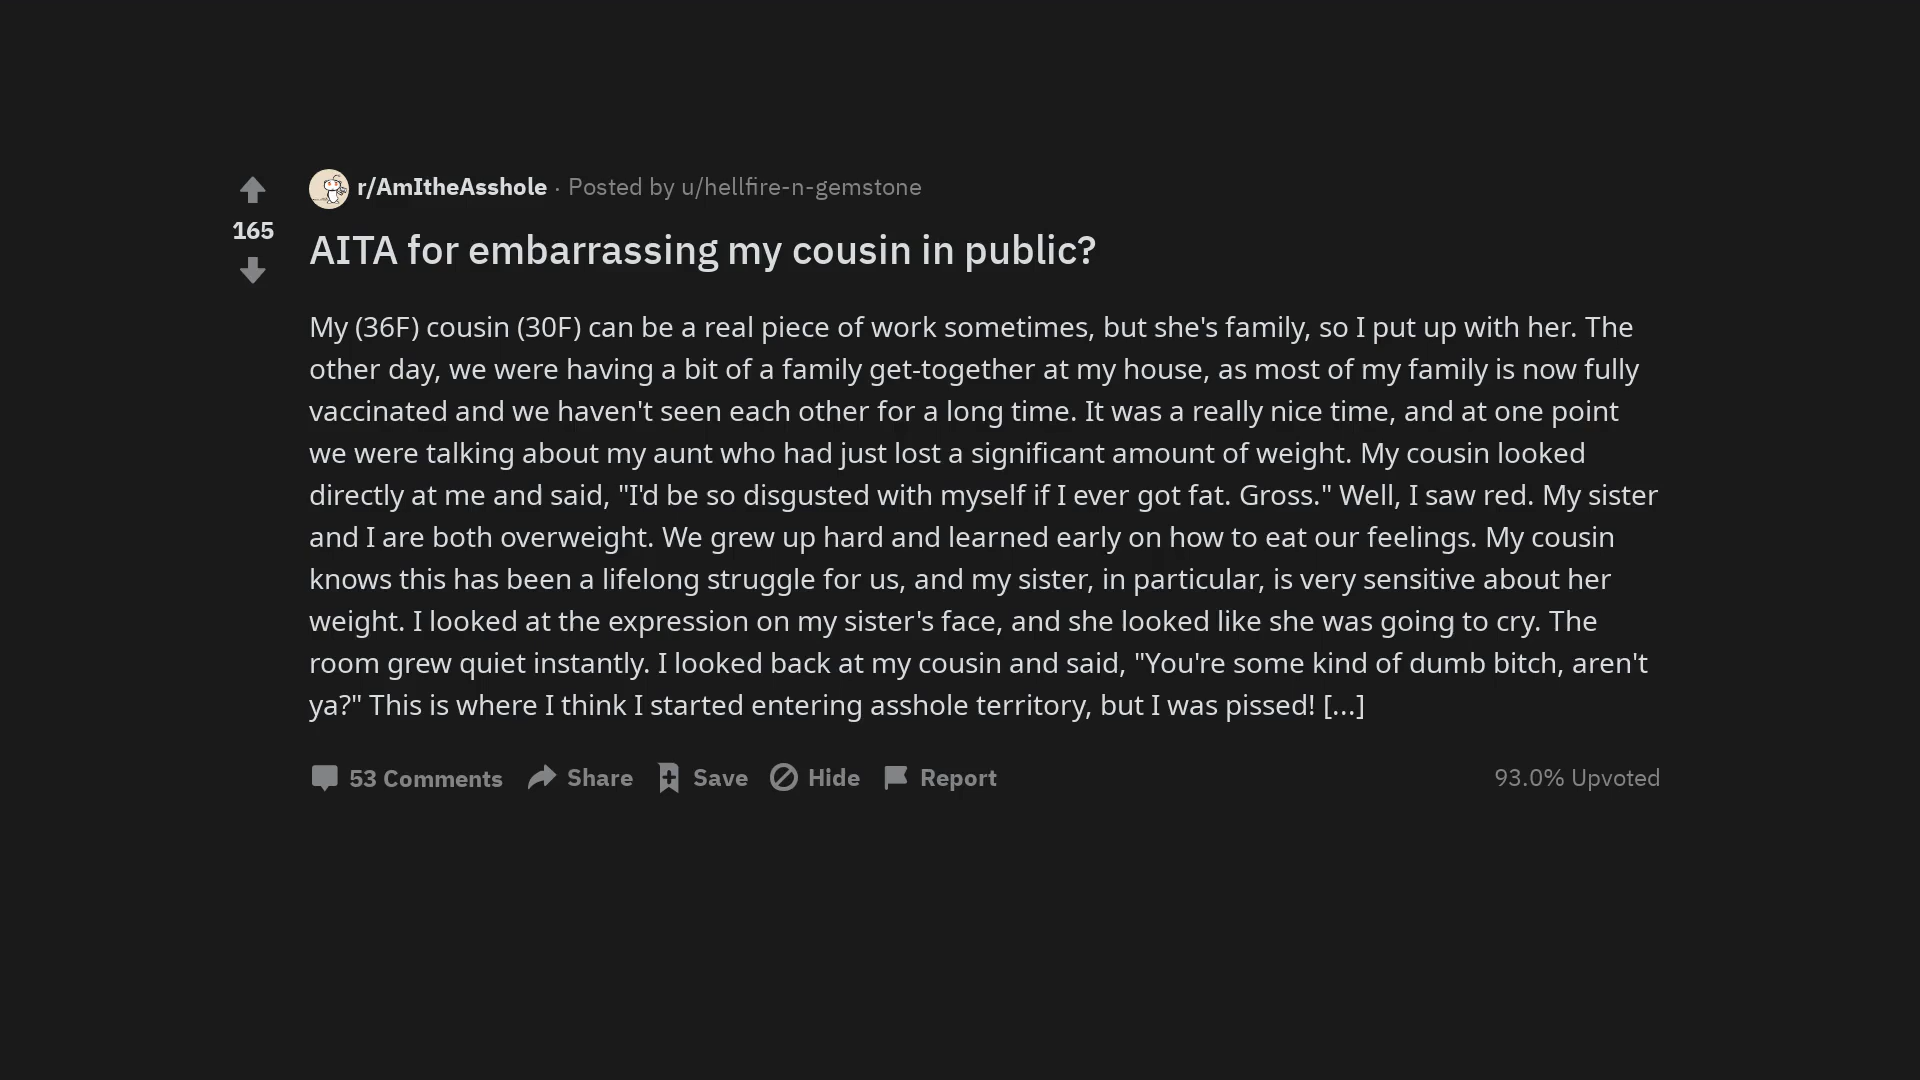 r/AmItheAsshole · Posted by u/hellfire-n-gemstone
165
AITA for embarrassing my cousin in public?
My (36F) cousin (30F) can be a real piece of work sometimes, but she's family, so I put up with her. The
other day, we were having a bit of a family get-together at my house, as most of my family is now fully
vaccinated and we haven't seen each other for a long time. It was a really nice time, and at one point
we were talking about my aunt who had just lost a significant amount of weight. My cousin looked
directly at me and said, "I'd be so disgusted with myself if I ever got fat. Gross." Well, I saw red. My sister
and I are both overweight. We grew up hard and learned early on how to eat our feelings. My cousin
knows this has been a lifelong struggle for us, and my sister, in particular, is very sensitive about her
weight. I looked at the expression on my sister's face, and she looked like she was going to cry. The
room grew quiet instantly. I looked back at my cousin and said, "You're some kind of dumb bitch, aren't
ya?" This is where I think I started entering asshole territory, but I was pissed! [...]
53 Comments Share Save Hide Report 93.0% Upvoted